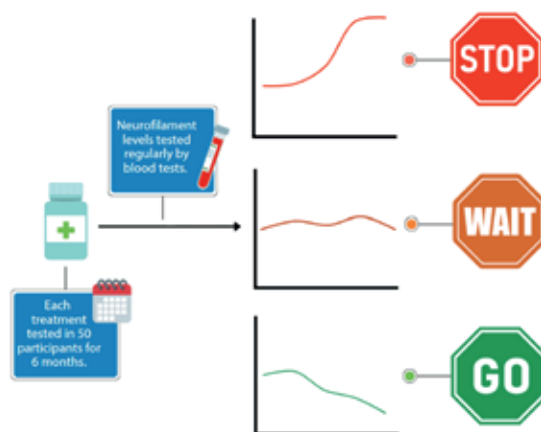 STOP
Neurofilament
levels tested
regularly by
blood tests.
WAIT
Each
treatment
tested in 50
participants for
6 months.
GO